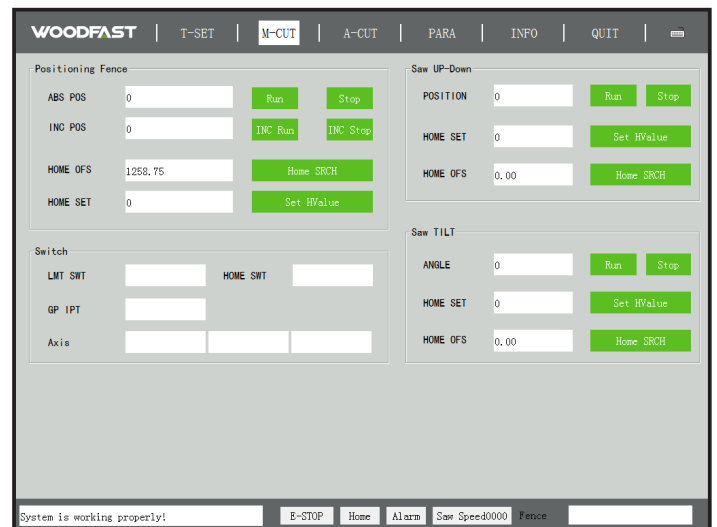 WOODFAST | T-SET | M-CUT | A-CUT | PARA | INFO | QUIT |
Positioning Fence
ABS POS 0 Run Stop
INC POS 0 INC Run INC Stop
HOME OFS 1258.75 Home SRCH
HOME SET 0 Set HValue
Switch
LMT SWT HOME SWT
GP IPT
Axis
Saw UP-Down
POSITION 0 Run Stop
HOME SET 0 Set HValue
HOME OFS 0.00 Home SRCH
Saw TILT
ANGLE 0 Run Stop
HOME SET 0 Set HValue
HOME OFS 0.00 Home SRCH
System is working properly! E-STOP Home Alarm Saw Speed0000 Fence